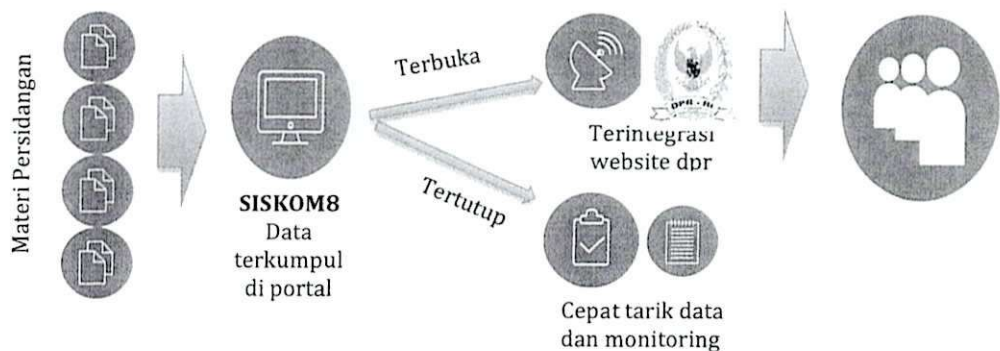 Materi Persidangan
SISKOM8
Data
terkumpul
di portal
Terbuka
Tertutup
DPR - RI
Terintegrasi
website dpr
Cepat tarik data
dan monitoring